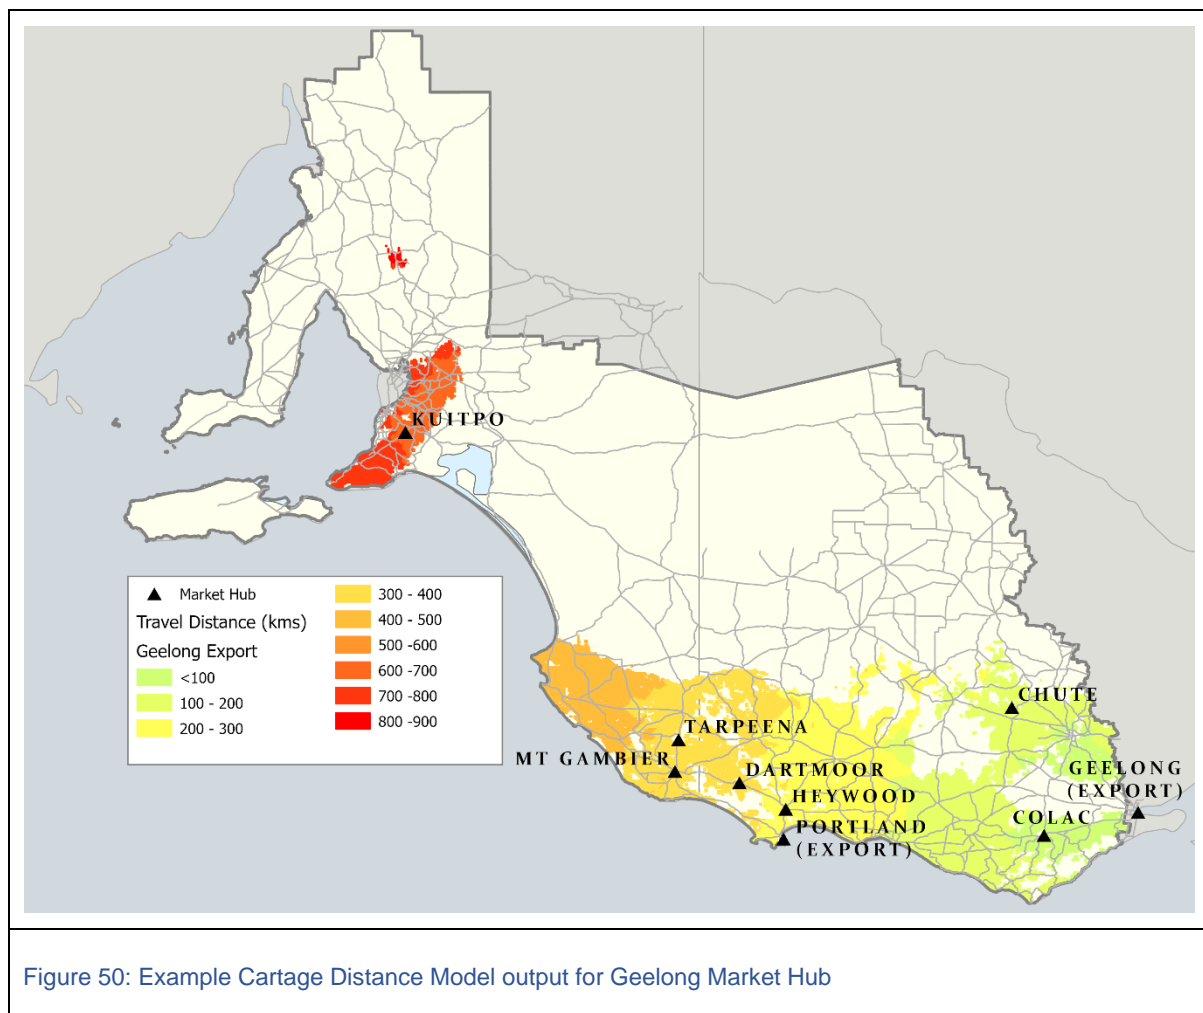 KUITPO
Market Hub
Travel Distance (kms)
Geelong Export
<100
100 - 200
200 - 300
300 - 400
400 - 500
500 -600
600 -700
700 -800
800 -900
CHUTE
TARPEENA
MT GAMBIER
DARTMOOR
GEELONG
(EXPORT)
HEYWOOD
COLAC
PORTLAND
(EXPORT)
Figure 50: Example Cartage Distance Model output for Geelong Market Hub